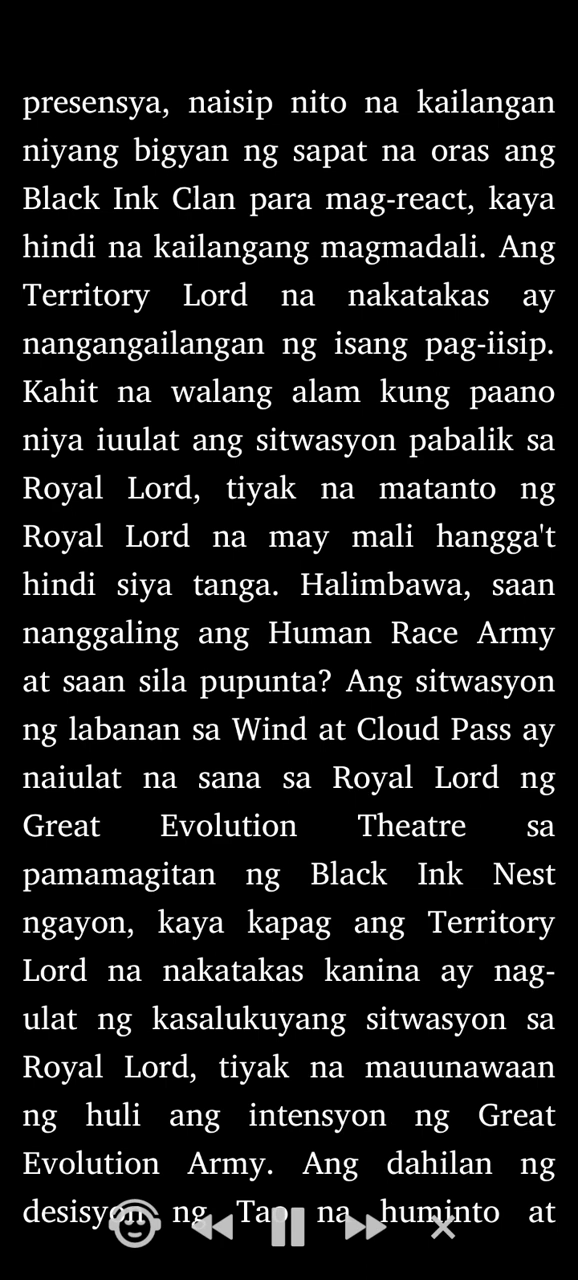 presensya, naisip nito na kailangan
niyang bigyan ng sapat na oras ang
Black Ink Clan para mag-react, kaya
hindi na kailangang magmadali. Ang
Territory Lord na nakatakas ay
nangangailangan ng isang pag-iisip.
Kahit na walang alam kung paano
niya iuulat ang sitwasyon pabalik sa
Royal Lord, tiyak na matanto ng
Royal Lord na may mali hangga't
hindi siya tanga. Halimbawa, saan
nanggaling ang Human Race Army
at saan sila pupunta? Ang sitwasyon
ng labanan sa Wind at Cloud Pass ay
naiulat na sana sa Royal Lord ng
Great Evolution Theatre sa
pamamagitan ng Black Ink Nest
ngayon, kaya kapag ang Territory
Lord na nakatakas kanina ay nag-
ulat ng kasalukuyang sitwasyon sa
Royal Lord, tiyak na mauunawaan
ng huli ang intensyon ng Great
Evolution Army. Ang dahilan ng
desisyon ng Tao na huminto at